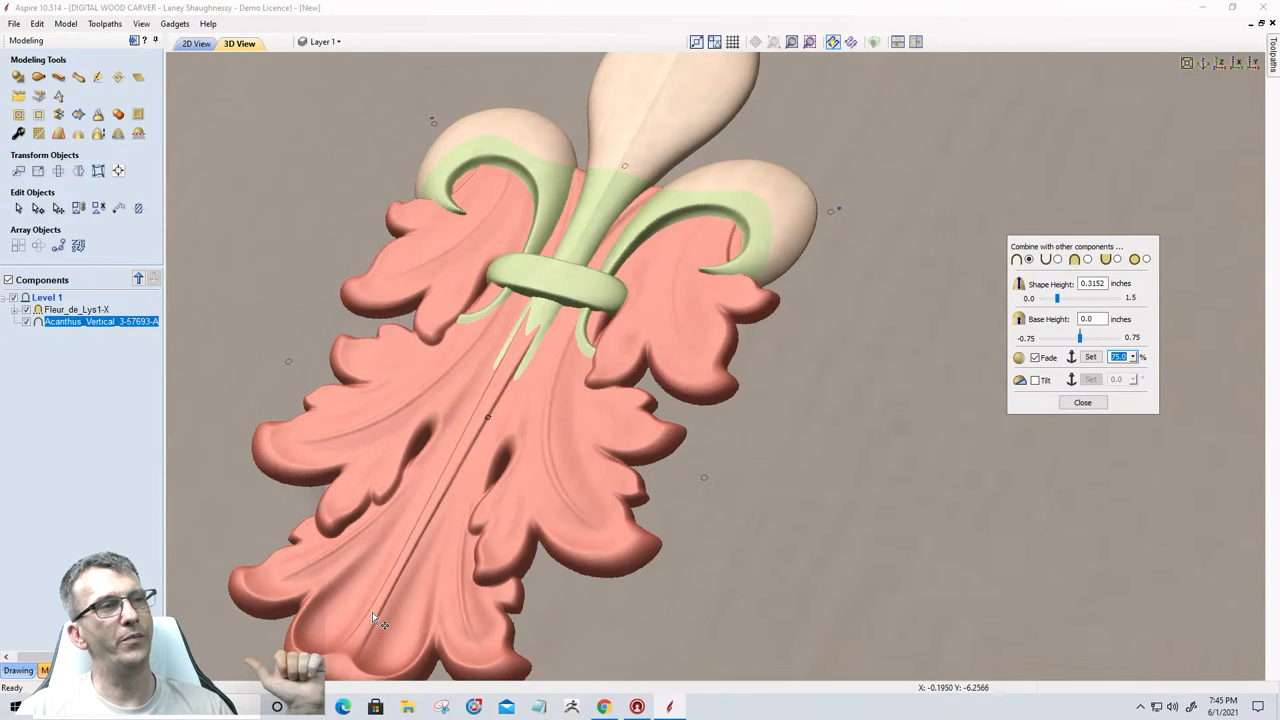 Aspire 10.514 - [DIGITAL WOOD CARVER - Laney Shaughnessy - Demo Licence] - [New]
File Edit Model Toolpaths View Gadgets Help
Modeling
2D View 3D View Layer 1
Toolpaths
Modeling Tools
Transform Objects
Edit Objects
Array Objects
Components
Level 1
Fleur_de_Lys1-X
Acanthus_Vertical_3-57693-A
Combine with other components ...
Shape Height: 0.3152 inches
0.0 1.5
Base Height: 0.0 inches
-0.75 0.75
Fade Set 75.0 %
Tilt Set 0.0 °
Close
Drawing
Ready
X: -0.1950 Y: -6.2566
7:45 PM
6/1/2021